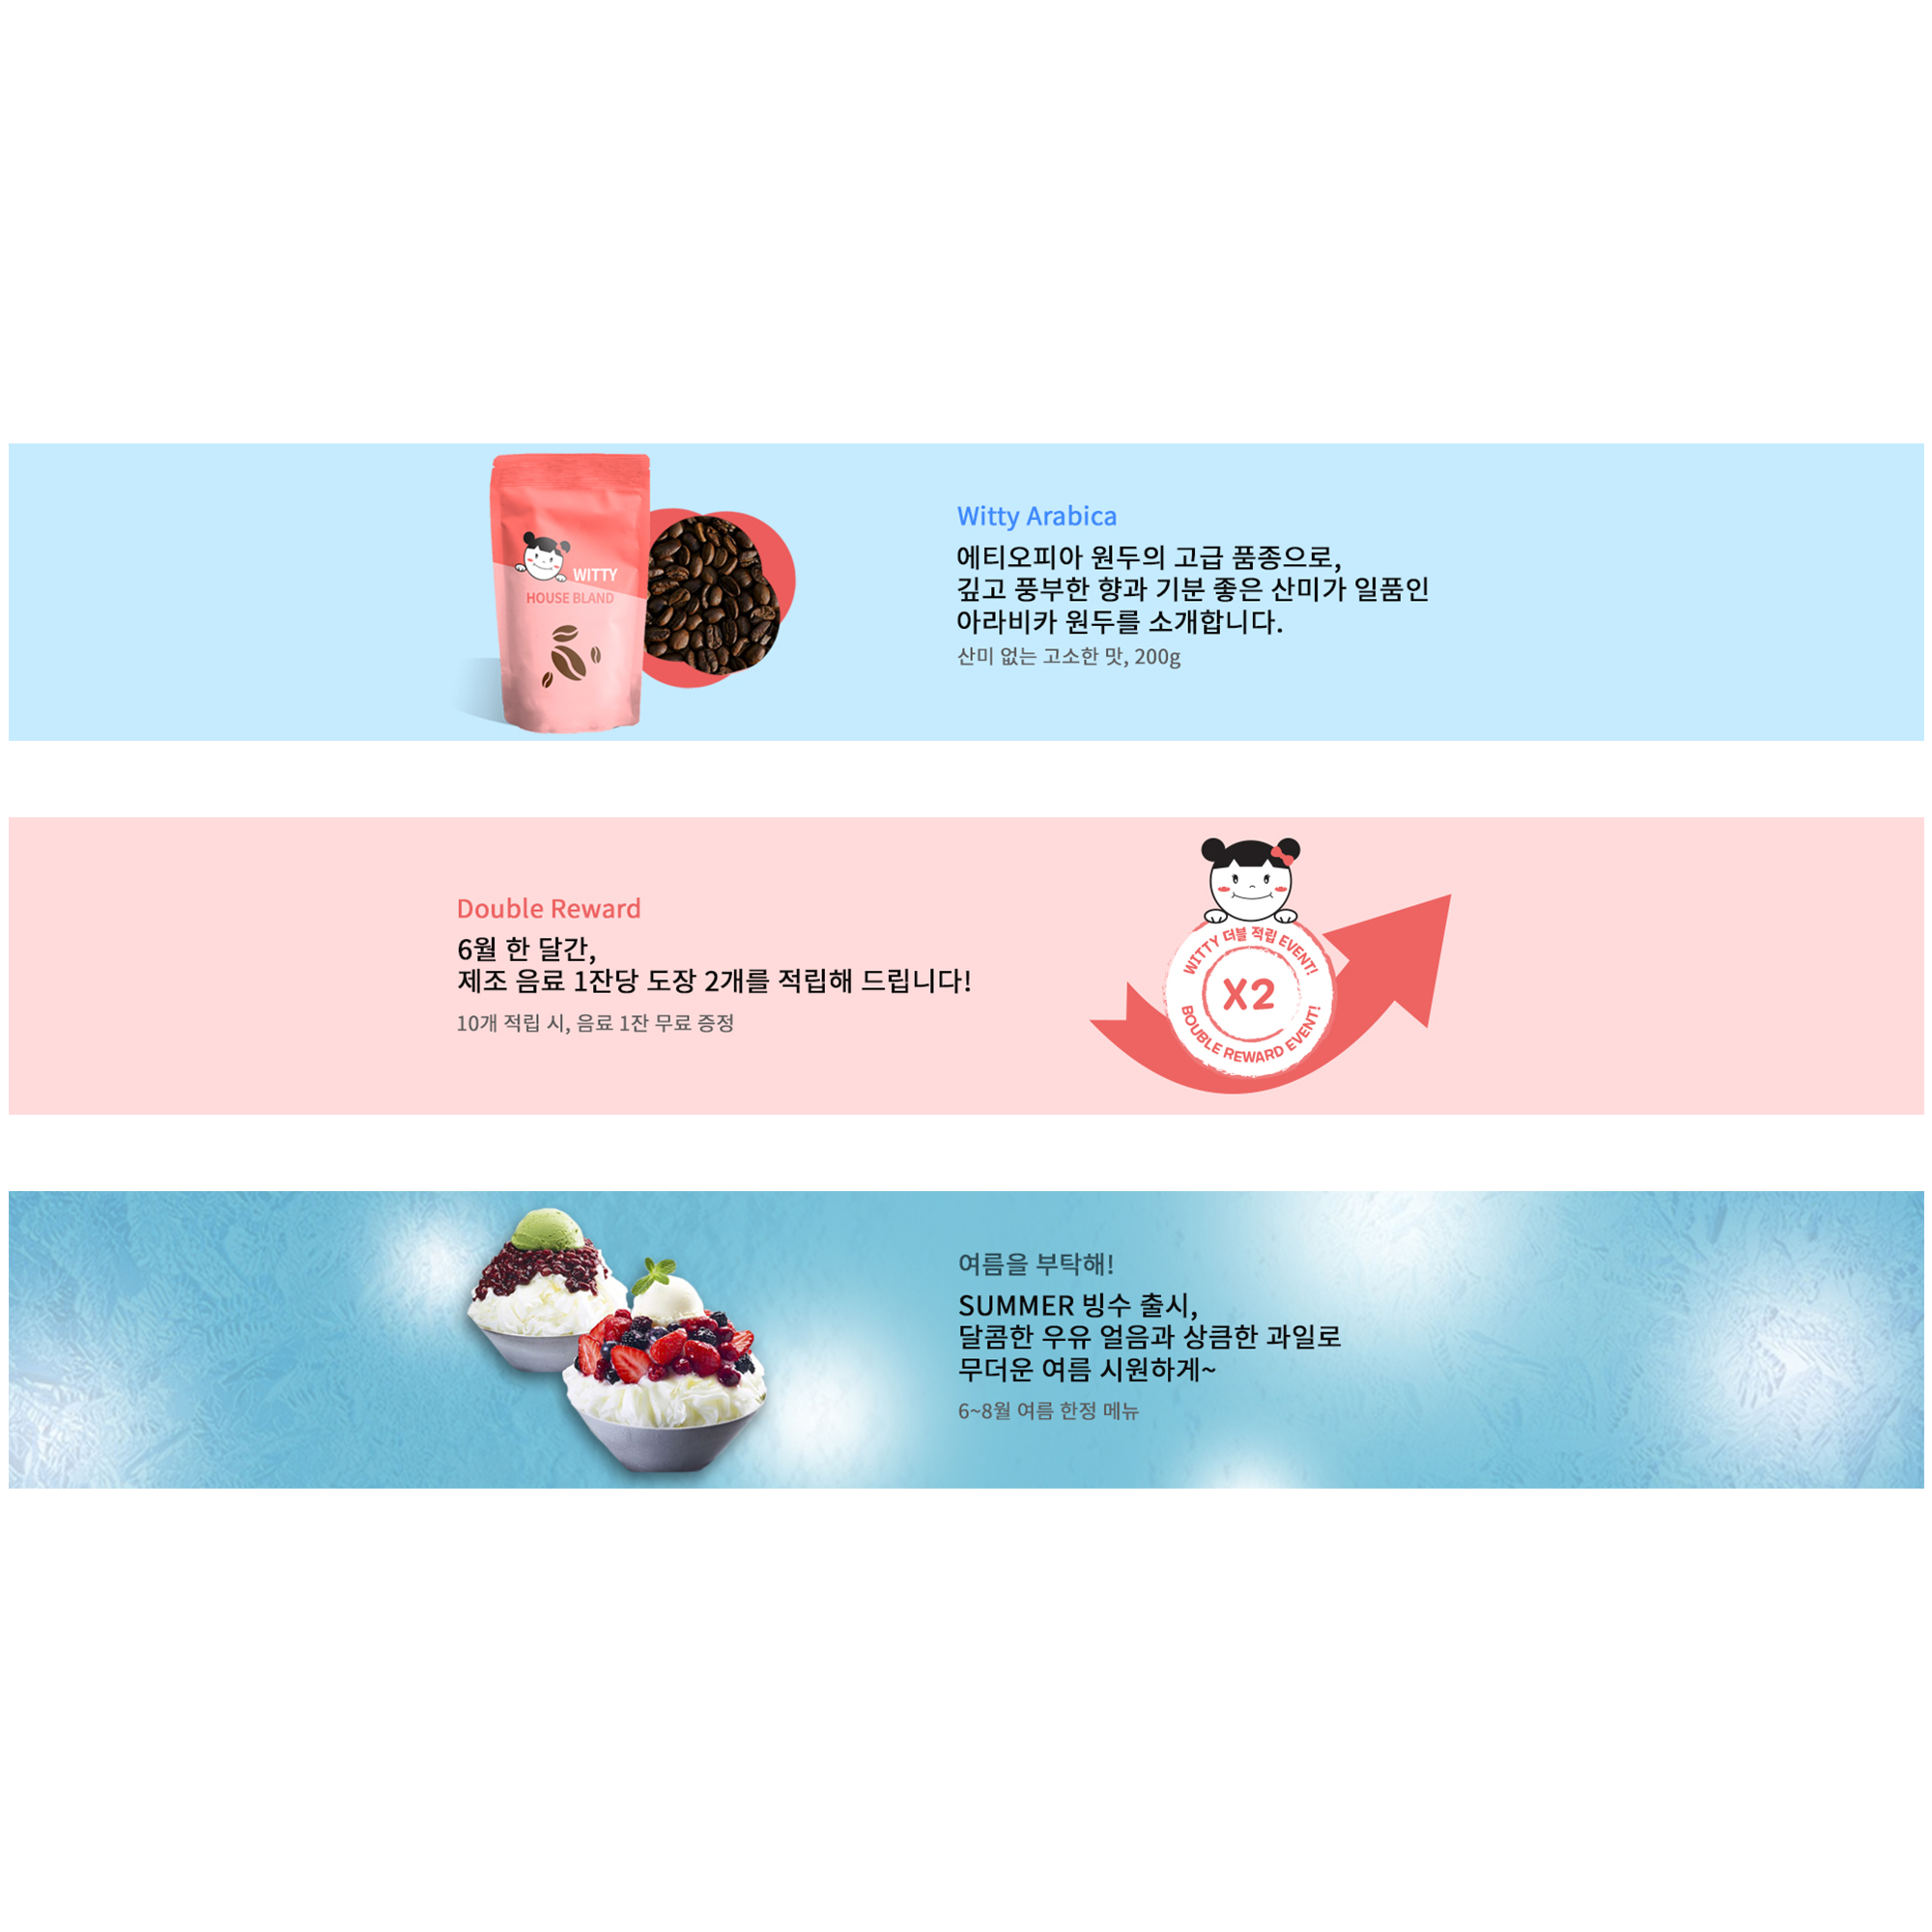 WITTY
HOUSE BLAND
Witty Arabica
에티오피아 원두의 고급 품종으로,
깊고 풍부한 향과 기분 좋은 산미가 일품인
아라비카 원두를 소개합니다.
산미 없는 고소한 맛, 200g
Double Reward
6월 한 달간,
제조 음료 1잔당 도장 2개를 적립해 드립니다!
10개 적립 시, 음료 1잔 무료 증정
WITTY 더블 적립 EVENT!
X2
BOUBLE REWARD EVENT!
여름을 부탁해!
SUMMER 빙수 출시,
달콤한 우유 얼음과 상큼한 과일로
무더운 여름 시원하게~
6~8월 여름 한정 메뉴